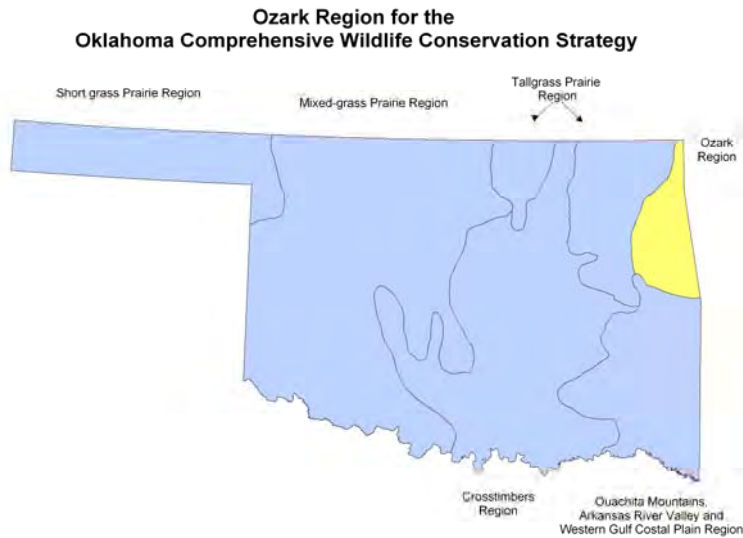 Ozark Region for the
Oklahoma Comprehensive Wildlife Conservation Strategy
Short grass Prairie Region
Mixed-grass Prairie Region
Tallgrass Prairie
Region
Ozark
Region
Crosstimbers
Region
Ouachita Mountains,
Arkansas River Valley and
Western Gulf Costal Plain Region